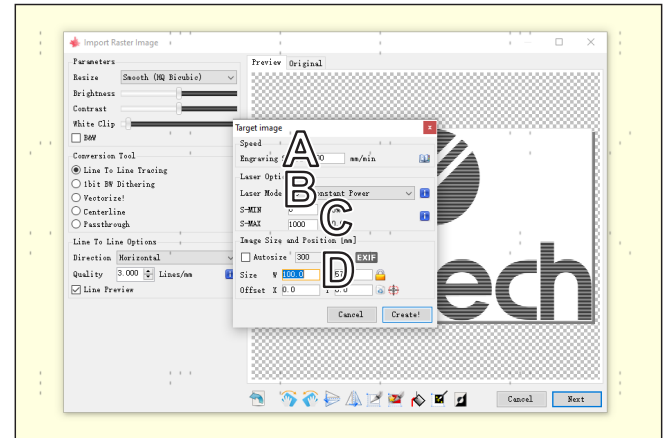 Import Raster Image
Parameters
Preview Original
Resize Smooth (HQ Bicubic)
Brightness
Contrast
White Clip
B&W
Conversion Tool
Line To Line Tracing
1bit BW Dithering
Vectorize!
Centerline
Passthrough
Line To Line Options
Direction Horizontal
Quality 3.000 Lines/mm
Line Preview
Target image
Speed
A
Engraving mm/min
Laser
B
Laser Mode Constant Power
S-MIN
C
S-MAX 1000
Image Size and Position [mm]
Autosize 300 EXIF
D
Size W 100.0
Offset X 0.0
Cancel Create!
ech
Cancel Next